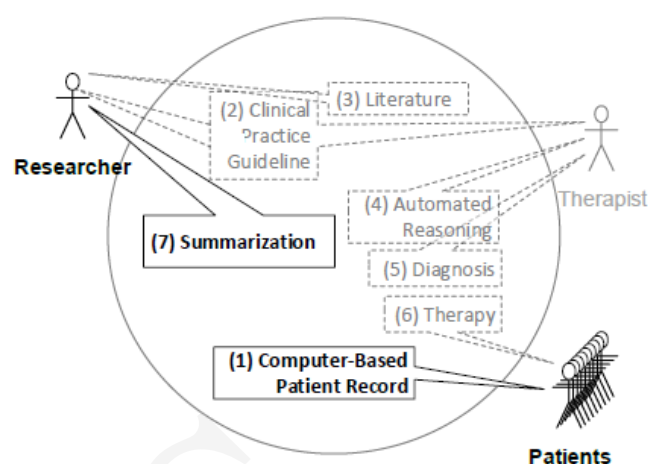 (3) Literature
(2) Clinical
Practice
Guideline
Researcher
Therapist
(4) Automated
Reasoning
(7) Summarization
(5) Diagnosis
(6) Therapy
(1) Computer-Based
Patient Record
Patients